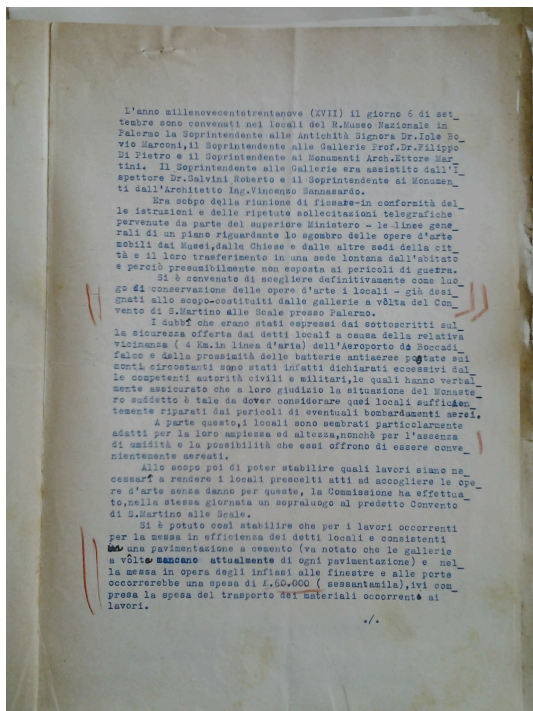 L'anno millenovecentotrentanove (XVII) il giorno 6 di set_
tembre sono convenuti nei locali del R.Museo Nazionale in
Palermo la Soprintendente alle Antichità Signora Dr.Iole Bo_
vio Marconi,il Soprintendente alle Gallerie Prof.Dr.Filippo
Di Pietro e il Soprintendente ai Monumenti Arch.Ettore Mar_
tini. Il Soprintendente alle Gallerie era assistito dall'I_
spettore Dr.Salvini Roberto e il Soprintendente ai Monumen_
ti dall'Architetto Ing.Vincenzo Sannasardo.
Era scopo della riunione di fissare-in conformità del_
le istruzioni e delle ripetute sollecitazioni telegrafiche
pervenute da parte del superiore Ministero - le linee gene_
rali di un piano riguardante lo sgombro delle opere d'arte
mobili dai Musei,dalle Chiese e dalle altre sedi della cit_
tà e il loro trasferimento in una sede lontana dall'abitato
e perciò presumibilmente non esposta ai pericoli di guerra.
Si è convenuto di scegliere definitivamente come luo_
go di conservazione delle opere d'arte i locali - già desi_
gnati allo scopo-costituiti dalle gallerie a vôlta del Con_
vento di S.Martino alle Scale presso Palermo.
I dubbî che erano stati espressi dai sottoscritti sul_
la sicurezza offerta dai detti locali a causa della relativa
vicinanza ( 4 Km.in linea d'aria) dell'Aeroporto di Boccadi_
falco e della prossimità delle batterie antiaeree postate sui
monti circostanti sono stati infatti dichiarati eccessivi dal_
le competenti autorità civili e militari,le quali hanno verbal_
mente assicurato che a loro giudizio la situazione del Monaste_
ro suddetto è tale da dover considerare quei locali sufficien_
temente riparati dai pericoli di eventuali bombardamenti aerei.
A parte questo,i locali sono sembrati particolarmente
adatti per la loro ampiezza ed altezza,nonchè per l'assenza
di umidità e la possibilità che essi offrono di essere conve_
nientemente aereati.
Allo scopo poi di poter stabilire quali lavori siano ne_
cessarî a rendere i locali prescelti atti ad accogliere le ope_
re d'arte senza danno per queste, la Commissione ha effettua_
to,nella stessa giornata un sopraluogo al predetto Convento
di S.Martino alle Scale.
Si è potuto così stabilire che per i lavori occorrenti
per la messa in efficienza dei detti locali e consistenti
in una pavimentazione a cemento (va notato che le gallerie
a vôlta mancano attualmente di ogni pavimentazione) e nel_
la messa in opera degli infissi alle finestre e alle porte
occorrerebbe una spesa di £.60.000 ( sessantamila),ivi com_
presa la spesa del trasporto dei materiali occorrenti ai
lavori.
./.